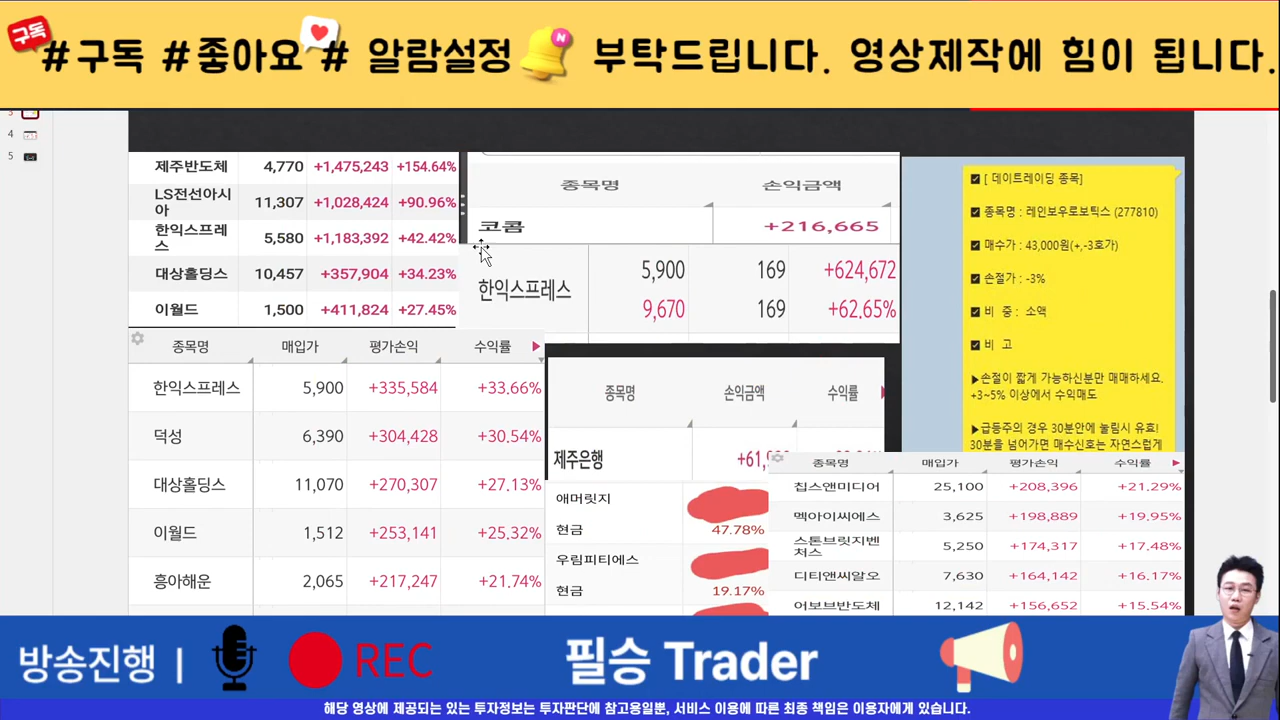 구독
#구독 #좋아요 # 알람설정 N 부탁드립니다. 영상제작에 힘이 됩니다.
3
4
5
제주반도체 4,770 +1,475,243 +154.64%
LS전선아시아 11,307 +1,028,424 +90.96%
한익스프레스 5,580 +1,183,392 +42.42%
대상홀딩스 10,457 +357,904 +34.23%
이월드 1,500 +411,824 +27.45%
종목명 손익금액
코콤 +216,665
한익스프레스 5,900 169 +624,672
9,670 169 +62.65%
☑ [ 데이트레이딩 종목]
☑ 종목명 : 레인보우로보틱스 (277810)
☑ 매수가 : 43,000원(+,-3호가)
☑ 손절가 : -3%
☑ 비 중 : 소액
☑ 비 고
▶손절이 짧게 가능하신분만 매매하세요.
+3~5% 이상에서 수익매도
▶급등주의 경우 30분안에 눌림시 유효!
30분을 넘어가면 매수신호는 자연스럽게
종목명 매입가 평가손익 수익률
한익스프레스 5,900 +335,584 +33.66%
덕성 6,390 +304,428 +30.54%
대상홀딩스 11,070 +270,307 +27.13%
이월드 1,512 +253,141 +25.32%
흥아해운 2,065 +217,247 +21.74%
종목명 손익금액 수익률
제주은행
애머릿지
현금 47.78%
우림피티에스
현금 19.17%
종목명 매입가 평가손익 수익률
칩스앤미디어 25,100 +208,396 +21.29%
멕아이씨에스 3,625 +198,889 +19.95%
스톤브릿지벤처스 5,250 +174,317 +17.48%
디티앤씨알오 7,630 +164,142 +16.17%
어보브반도체 12,142 +156,652 +15.54%
방송진행 | REC 필승 Trader
해당 영상에 제공되는 있는 투자정보는 투자판단에 참고용일뿐, 서비스 이용에 따른 최종 책임은 이용자에게 있습니다.